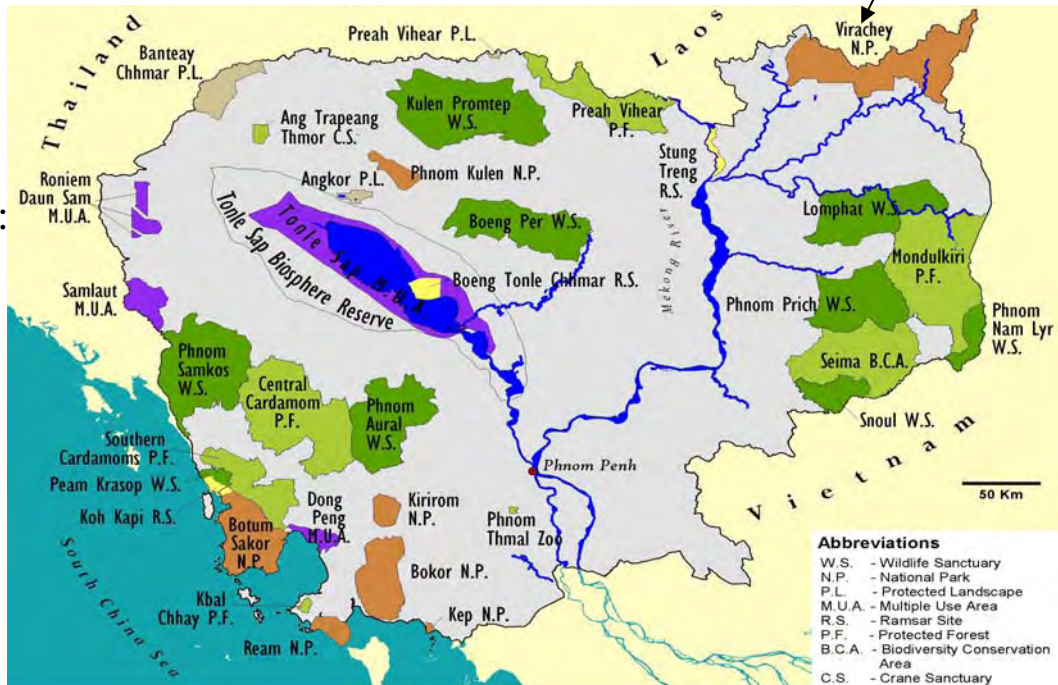 Thailand
Laos
Vietnam
South China Sea
Preah Vihear P.L.
Virachey
N.P.
Banteay
Chhmar P.L.
Kulen Promtep
W.S.
Preah Vihear
P.F.
Ang Trapeang
Thmor C.S.
Stung
Treng
R.S.
Phnom Kulen N.P.
Roniem
Daun Sam
M.U.A.
:
Angkor P.L.
Lomphat W.S.
Boeng Per W.S.
Mekong River
Mondulkiri
P.F.
Tonle Sap M.U.A
Tonle Sap Biosphere Reserve
Boeng Tonle Chhmar R.S.
Samlaut
M.U.A.
Phnom Prich W.S.
Phnom
Nam Lyr
W.S.
Phnom
Samkos
W.S.
Central
Cardamom
P.F.
Seima B.C.A.
Phnom
Aural
W.S.
Snoul W.S.
Southern
Cardamoms P.F.
Phnom Penh
Peam Krasop W.S.
50 Km
Koh Kapi R.S.
Botum
Sakor
N.P.
Dong
Peng
M.U.A.
Kirirom
N.P.
Phnom
Thmal Zoo
Bokor N.P.
Kbal
Chhay P.F.
Kep N.P.
Ream N.P.
Abbreviations
W.S. - Wildlife Sanctuary
N.P. - National Park
P.L. - Protected Landscape
M.U.A. - Multiple Use Area
R.S. - Ramsar Site
P.F. - Protected Forest
B.C.A. - Biodiversity Conservation
Area
C.S. - Crane Sanctuary